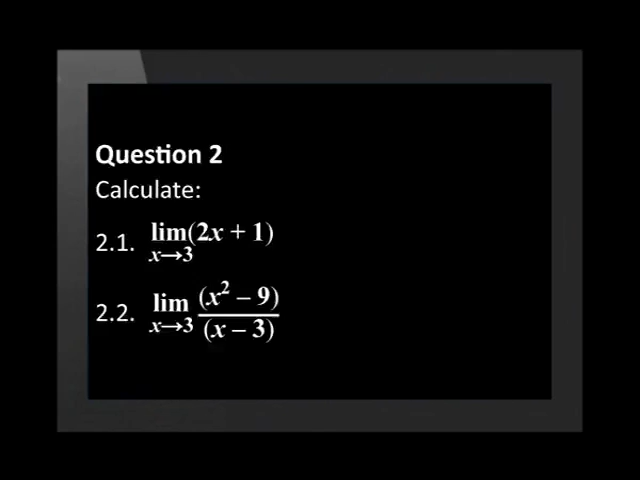 Question 2
Calculate:
2.1. lim(2x + 1)
x→3
2.2. lim (x² – 9)
x→3 (x – 3)